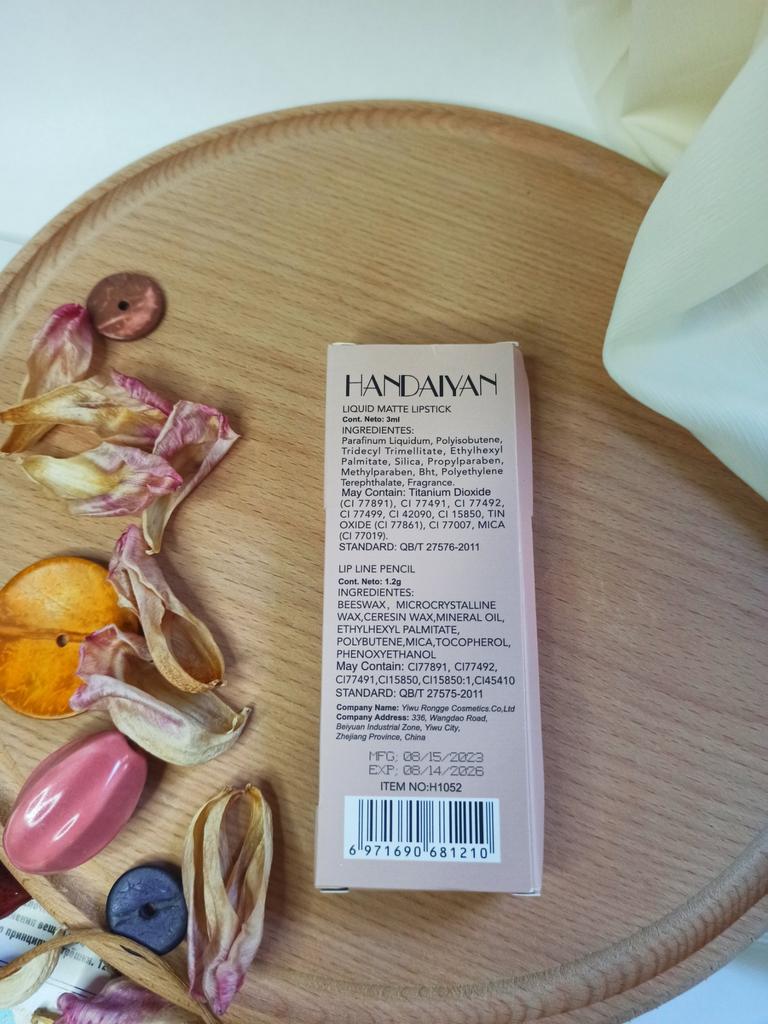 HANDAIYAN
LIQUID MATTE LIPSTICK
Cont. Neto: 3ml
INGREDIENTES:
Parafinum Liquidum, Polyisobutene,
Tridecyl Trimellitate, Ethylhexyl
Palmitate, Silica, Propylparaben,
Methylparaben, Bht, Polyethylene
Terephthalate, Fragrance.
May Contain: Titanium Dioxide
(CI 77891), CI 77491, CI 77492,
CI 77499, CI 42090, CI 15850, TIN
OXIDE (CI 77861), CI 77007, MICA
(CI 77019).
STANDARD: QB/T 27576-2011
LIP LINE PENCIL
Cont. Neto: 1.2g
INGREDIENTES:
BEESWAX, MICROCRYSTALLINE
WAX,CERESIN WAX,MINERAL OIL,
ETHYLHEXYL PALMITATE,
POLYBUTENE,MICA,TOCOPHEROL,
PHENOXYETHANOL
May Contain: CI77891, CI77492,
CI77491,CI15850,CI15850:1,CI45410
STANDARD: QB/T 27575-2011
Company Name: Yiwu Rongge Cosmetics.Co,Ltd
Company Address: 336, Wangdao Road,
Beiyuan Industrial Zone, Yiwu City,
Zhejiang Province, China
MFG; 08/15/2023
EXP; 08/14/2026
ITEM NO:H1052
6 971690 681210